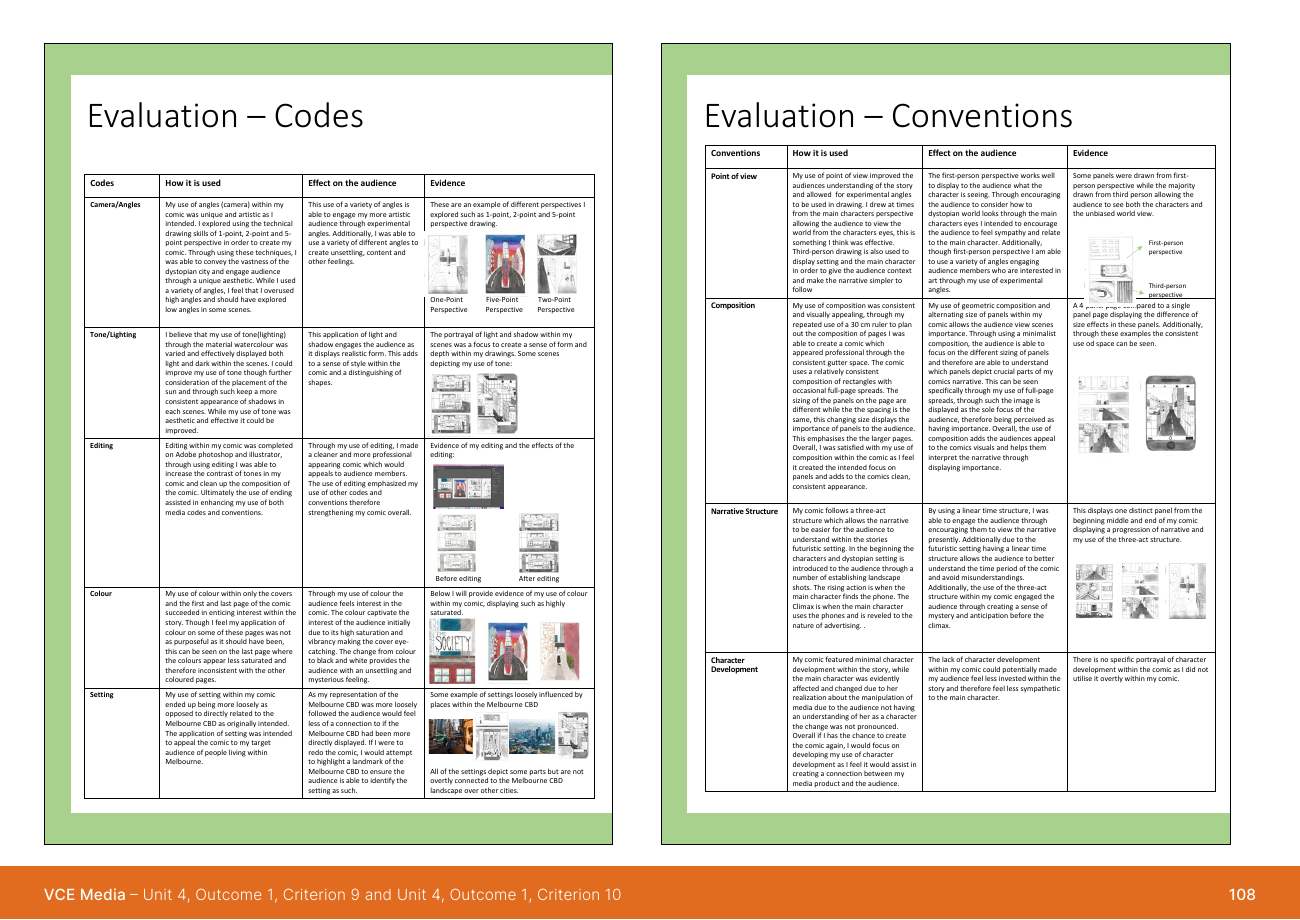 Evaluation – Codes
Codes
How it is used
Effect on the audience
Evidence
Camera/Angles
My use of angles (camera) within my
comic was unique and artistic as I
intended. I explored using the technical
drawing skills of 1-point, 2-point and 5-
point perspective in order to create my
comic. Through using these techniques, I
was able to convey the vastness of the
dystopian city and engage audience
through a unique aesthetic. While I used
a variety of angles, I feel that I overused
high angles and should have explored
low angles in some scenes.
This use of a variety of angles is
able to engage my more artistic
audience through experimental
angles. Additionally, I was able to
use a variety of different angles to
create unsettling, content and
other feelings.
These are an example of different perspectives I
explored such as 1-point, 2-point and 5-point
perspective drawing.
One-Point
Perspective
Five-Point
Perspective
Two-Point
Perspective
Tone/Lighting
I believe that my use of tone(lighting)
through the material watercolour was
varied and effectively displayed both
light and dark within the scenes. I could
improve my use of tone though further
consideration of the placement of the
sun and through such keep a more
consistent appearance of shadows in
each scenes. While my use of tone was
aesthetic and effective it could be
improved.
This application of light and
shadow engages the audience as
it displays realistic form. This adds
to a sense of style within the
comic and a distinguishing of
shapes.
The portrayal of light and shadow within my
scenes was a focus to create a sense of form and
depth within my drawings. Some scenes
depicting my use of tone:
Editing
Editing within my comic was completed
on Adobe photoshop and illustrator,
through using editing I was able to
increase the contrast of tones in my
comic and clean up the composition of
the comic. Ultimately the use of ending
assisted in enhancing my use of both
media codes and conventions.
Through my use of editing, I made
a cleaner and more professional
appearing comic which would
appeals to audience members.
The use of editing emphasized my
use of other codes and
conventions therefore
strengthening my comic overall.
Evidence of my editing and the effects of the
editing:
Before editing
After editing
Colour
My use of colour within only the covers
and the first and last page of the comic
succeeded in enticing interest within the
story. Though I feel my application of
colour on some of these pages was not
as purposeful as it should have been,
this can be seen on the last page where
the colours appear less saturated and
therefore inconsistent with the other
coloured pages.
Through my use of colour the
audience feels interest in the
comic. The colour captivate the
interest of the audience initially
due to its high saturation and
vibrancy making the cover eye-
catching. The change from colour
to black and white provides the
audience with an unsettling and
mysterious feeling.
Below I will provide evidence of my use of colour
within my comic, displaying such as highly
saturated.
SOCIETY
Setting
My use of setting within my comic
ended up being more loosely as
opposed to directly related to the
Melbourne CBD as originally intended.
The application of setting was intended
to appeal the comic to my target
audience of people living within
Melbourne.
As my representation of the
Melbourne CBD was more loosely
followed the audience would feel
less of a connection to if the
Melbourne CBD had been more
directly displayed. If I were to
redo the comic, I would attempt
to highlight a landmark of the
Melbourne CBD to ensure the
audience is able to identify the
setting as such.
Some example of settings loosely influenced by
places within the Melbourne CBD
All of the settings depict some parts but are not
overtly connected to the Melbourne CBD
landscape over other cities.
Evaluation – Conventions
Conventions
How it is used
Effect on the audience
Evidence
Point of view
My use of point of view improved the
audiences understanding of the story
and allowed for experimental angles
to be used in drawing. I drew at times
from the main characters perspective
allowing the audience to view the
world from the characters eyes, this is
something I think was effective.
Third-person drawing is also used to
display setting and the main character
in order to give the audience context
and make the narrative simpler to
follow
The first-person perspective works well
to display to the audience what the
character is seeing. Through encouraging
the audience to consider how to
dystopian world looks through the main
characters eyes I intended to encourage
the audience to feel sympathy and relate
to the main character. Additionally,
though first-person perspective I am able
to use a variety of angles engaging
audience members who are interested in
art through my use of experimental
angles.
Some panels were drawn from first-
person perspective while the majority
drawn from third person allowing the
audience to see both the characters and
the unbiased world view.
First-person
perspective
Third-person
perspective
Composition
My use of composition was consistent
and visually appealing, through my
repeated use of a 30 cm ruler to plan
out the composition of pages I was
able to create a comic which
appeared professional through the
consistent gutter space. The comic
uses a relatively consistent
composition of rectangles with
occasional full-page spreads. The
sizing of the panels on the page are
different while the the spacing is the
same, this changing size displays the
importance of panels to the audience.
This emphasises the the larger pages.
Overall, I was satisfied with my use of
composition within the comic as I feel
it created the intended focus on
panels and adds to the comics clean,
consistent appearance.
My use of geometric composition and
alternating size of panels within my
comic allows the audience view scenes
importance. Through using a minimalist
composition, the audience is able to
focus on the different sizing of panels
and therefore are able to understand
which panels depict crucial parts of my
comics narrative. This can be seen
specifically through my use of full-page
spreads, through such the image is
displayed as the sole focus of the
audience, therefore being perceived as
having importance. Overall, the use of
composition adds the audiences appeal
to the comics visuals and helps them
interpret the narrative through
displaying importance.
A 4 compared to a single
panel page displaying the difference of
size effects in these panels. Additionally,
through these examples the consistent
use od space can be seen.
Narrative Structure
My comic follows a three-act
structure which allows the narrative
to be easier for the audience to
understand within the stories
futuristic setting. In the beginning the
characters and dystopian setting is
introduced to the audience through a
number of establishing landscape
shots. The rising action is when the
main character finds the phone. The
Climax is when the main character
uses the phones and is reveled to the
nature of advertising. .
By using a linear time structure, I was
able to engage the audience through
encouraging them to view the narrative
presently. Additionally due to the
futuristic setting having a linear time
structure allows the audience to better
understand the time period of the comic
and avoid misunderstandings.
Additionally, the use of the three-act
structure within my comic engaged the
audience through creating a sense of
mystery and anticipation before the
climax.
This displays one distinct panel from the
beginning middle and end of my comic
displaying a progression of narrative and
my use of the three-act structure.
Character
Development
My comic featured minimal character
development within the story, while
the main character was evidently
affected and changed due to her
realization about the manipulation of
media due to the audience not having
an understanding of her as a character
the change was not pronounced.
Overall if I has the chance to create
the comic again, I would focus on
developing my use of character
development as I feel it would assist in
creating a connection between my
media product and the audience.
The lack of character development
within my comic could potentially made
my audience feel less invested within the
story and therefore feel less sympathetic
to the main character.
There is no specific portrayal of character
development within the comic as I did not
utilise it overtly within my comic.
VCE Media – Unit 4, Outcome 1, Criterion 9 and Unit 4, Outcome 1, Criterion 10
108